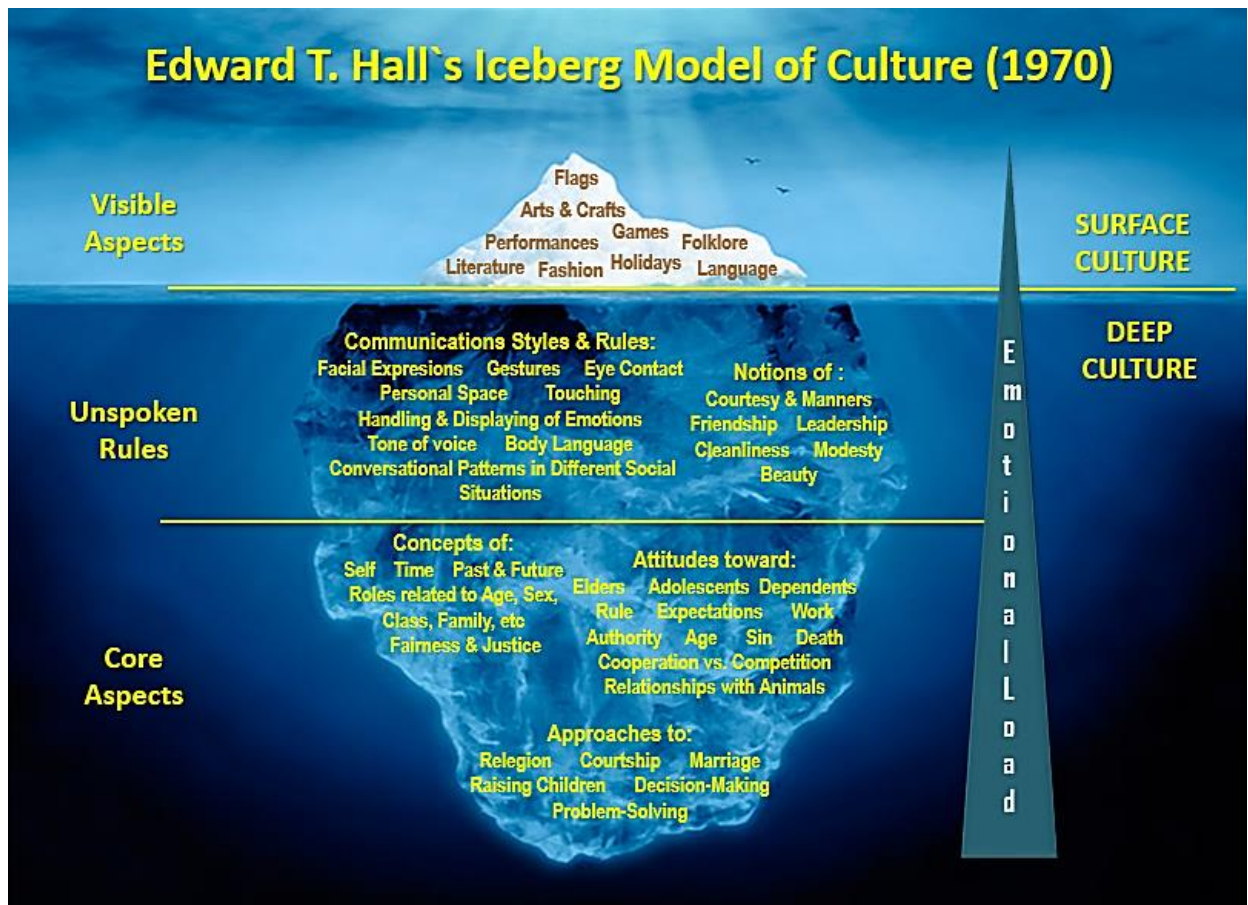 Edward T. Hall`s Iceberg Model of Culture (1970)
Visible
Aspects
Flags
Arts & Crafts
Games
Performances
Folklore
Literature Fashion Holidays Language
SURFACE
CULTURE
DEEP
CULTURE
Unspoken
Rules
Communications Styles & Rules:
Facial Expresions Gestures Eye Contact
Personal Space Touching
Handling & Displaying of Emotions
Tone of voice Body Language
Conversational Patterns in Different Social
Situations
Notions of :
Courtesy & Manners
Friendship Leadership
Cleanliness Modesty
Beauty
Core
Aspects
Concepts of:
Self Time Past & Future
Roles related to Age, Sex,
Class, Family, etc
Fairness & Justice
Attitudes toward:
Elders Adolescents Dependents
Rule Expectations Work
Authority Age Sin Death
Cooperation vs. Competition
Relationships with Animals
Approaches to:
Relegion Courtship Marriage
Raising Children Decision-Making
Problem-Solving
Emotional Load